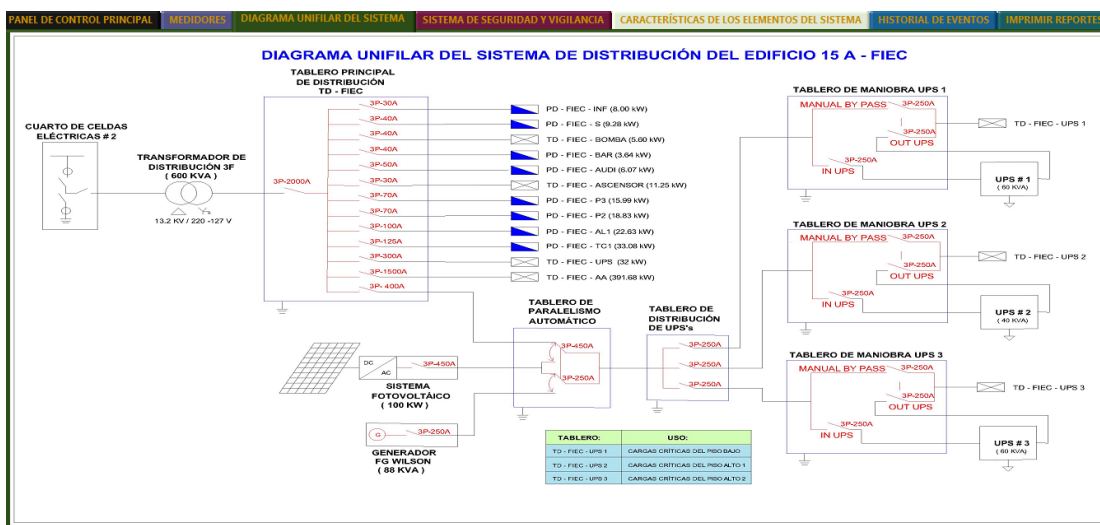 PANEL DE CONTROL PRINCIPAL
MEDIDORES
DIAGRAMA UNIFILAR DEL SISTEMA
SISTEMA DE SEGURIDAD Y VIGILANCIA
CARACTERÍSTICAS DE LOS ELEMENTOS DEL SISTEMA
HISTORIAL DE EVENTOS
IMPRIMIR REPORTES
DIAGRAMA UNIFILAR DEL SISTEMA DE DISTRIBUCIÓN DEL EDIFICIO 15 A - FIEC
CUARTO DE CELDAS
ELÉCTRICAS # 2
TRANSFORMADOR DE
DISTRIBUCIÓN 3F
( 600 KVA )
13.2 KV / 220 -127 V
TABLERO PRINCIPAL
DE DISTRIBUCIÓN
TD - FIEC
3P-2000A
3P-30A
PD - FIEC - INF (8.00 kW)
3P-40A
PD - FIEC - S (9.28 kW)
3P-40A
TD - FIEC - BOMBA (5.60 kW)
3P-40A
PD - FIEC - BAR (3.64 kW)
3P-50A
PD - FIEC - AUDI (6.07 kW)
3P-30A
TD - FIEC - ASCENSOR (11.25 kW)
3P-70A
PD - FIEC - P3 (15.99 kW)
3P-70A
PD - FIEC - P2 (18.83 kW)
3P-100A
PD - FIEC - AL1 (22.63 kW)
3P-125A
PD - FIEC - TC1 (33.08 kW)
3P-300A
TD - FIEC - UPS (32 kW)
3P-1500A
TD - FIEC - AA (391.68 kW)
3P- 400A
DC
AC
3P-450A
SISTEMA
FOTOVOLTÁICO
( 100 KW )
G
3P-250A
GENERADOR
FG WILSON
( 88 KVA )
TABLERO DE
PARALELISMO
AUTOMÁTICO
3P-450A
3P-250A
TABLERO DE
DISTRIBUCIÓN
DE UPS's
3P-250A
3P-250A
3P-250A
TABLERO DE MANIOBRA UPS 1
MANUAL BY PASS
3P-250A
3P-250A
OUT UPS
3P-250A
IN UPS
TD - FIEC - UPS 1
UPS # 1
( 60 KVA)
TABLERO DE MANIOBRA UPS 2
MANUAL BY PASS
3P-250A
3P-250A
OUT UPS
3P-250A
IN UPS
TD - FIEC - UPS 2
UPS # 2
( 40 KVA)
TABLERO DE MANIOBRA UPS 3
MANUAL BY PASS
3P-250A
3P-250A
OUT UPS
3P-250A
IN UPS
TD - FIEC - UPS 3
UPS # 3
( 60 KVA)
TABLERO: USO:
TD - FIEC - UPS 1 CARGAS CRÍTICAS DEL PISO BAJO
TD - FIEC - UPS 2 CARGAS CRÍTICAS DEL PISO ALTO 1
TD - FIEC - UPS 3 CARGAS CRÍTICAS DEL PISO ALTO 2